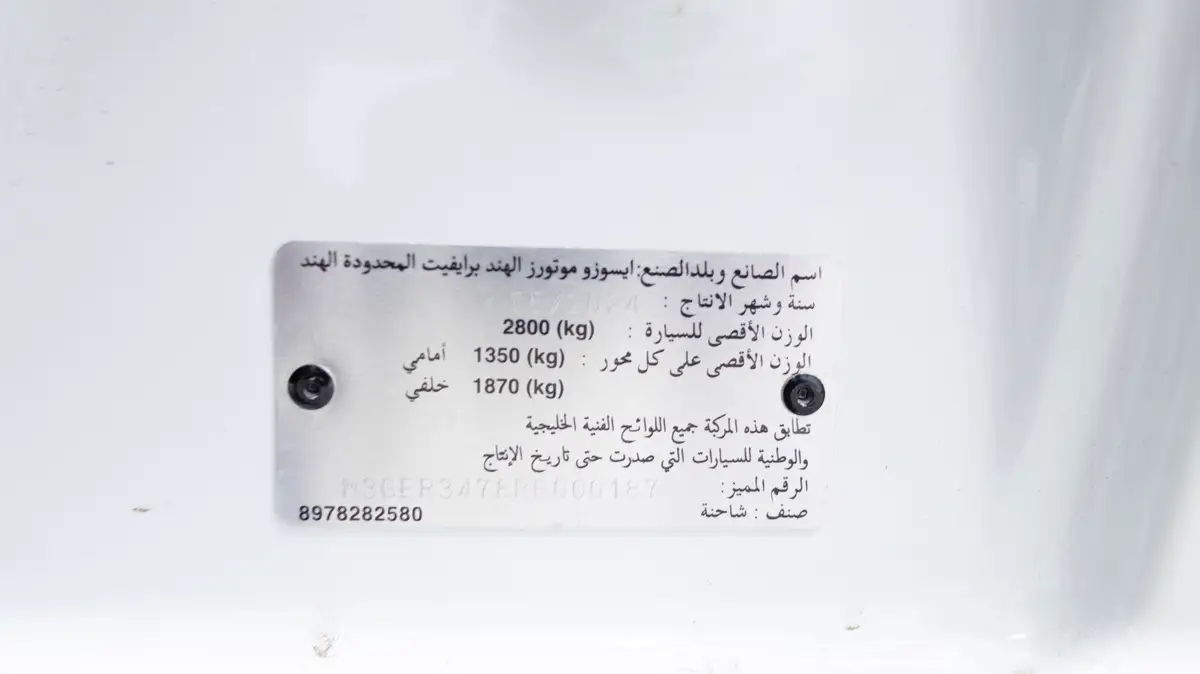 اسم الصانع وبلدالصنع:ايسوزو موتورز الهند برايفيت المحدودة الهند
سنة وشهر الانتاج :
الوزن الأقصى للسيارة : 2800 (kg)
الوزن الأقصى على كل محور : 1350 (kg) أمامي
1870 (kg) خلفي
تطابق هذه المركبة جميع اللوائح الفنية الخليجية
والوطنية للسيارات التي صدرت حتى تاريخ الإنتاج
الرقم المميز:
صنف : شاحنة
8978282580